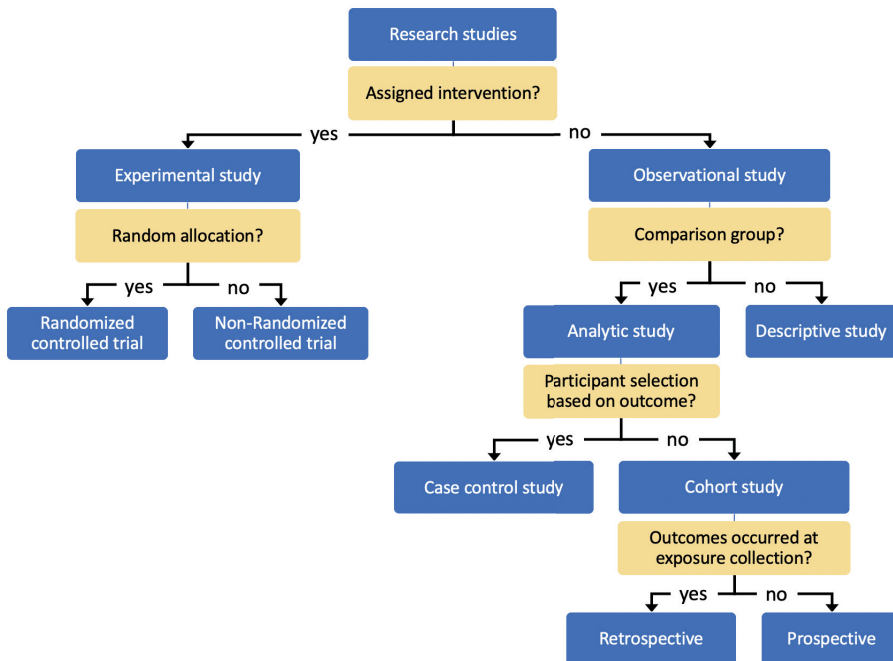 Research studies
Assigned intervention?
yes
no
Experimental study
Observational study
Random allocation?
Comparison group?
yes
no
yes
no
Randomized
controlled trial
Non-Randomized
controlled trial
Analytic study
Descriptive study
Participant selection
based on outcome?
yes
no
Case control study
Cohort study
Outcomes occurred at
exposure collection?
yes
no
Retrospective
Prospective